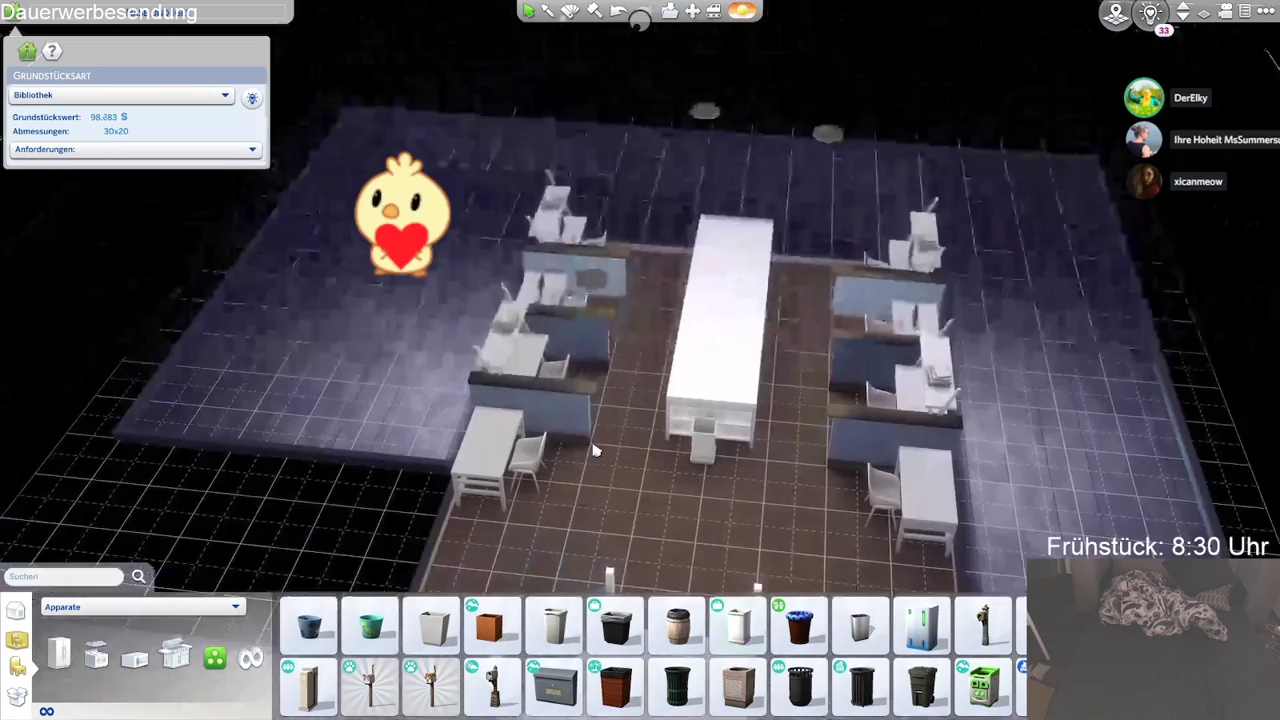 Dauerwerbesendung
33
GRUNDSTÜCKSART
Bibliothek
Grundstückswert: 98.883 §
Abmessungen: 30x20
Anforderungen:
DerElky
Ihre Hoheit MsSummersu
xicanmeow
Frühstück: 8:30 Uhr
Suchen
Apparate